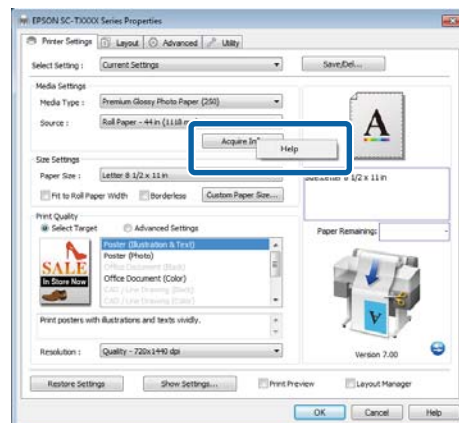 EPSON SC-TXXXX Series Properties
Printer Settings Layout Advanced Utility
Select Setting : Current Settings Save/Del...
Media Settings
Media Type : Premium Glossy Photo Paper (250)
Source : Roll Paper - 44 in (1118 m
Acquire Inf
Help
A
Size Settings
Paper Size : Letter 8 1/2 x 11 in
Size:Letter 8 1/2 x 11 in
Fit to Roll Paper Width Borderless Custom Paper Size...
Print Quality
Select Target Advanced Settings
Paper Remaining: -
Poster (Illustration & Text)
Poster (Photo)
Office Document (Black)
Office Document (Color)
CAD / Line Drawing (Black)
CAD / Line Drawing (Color)
SALE
In Store Now
A
Print posters with illustrations and texts vividly.
Resolution : Quality - 720x1440 dpi
Version 7.00
Restore Settings Show Settings... Print Preview Layout Manager
OK Cancel Help